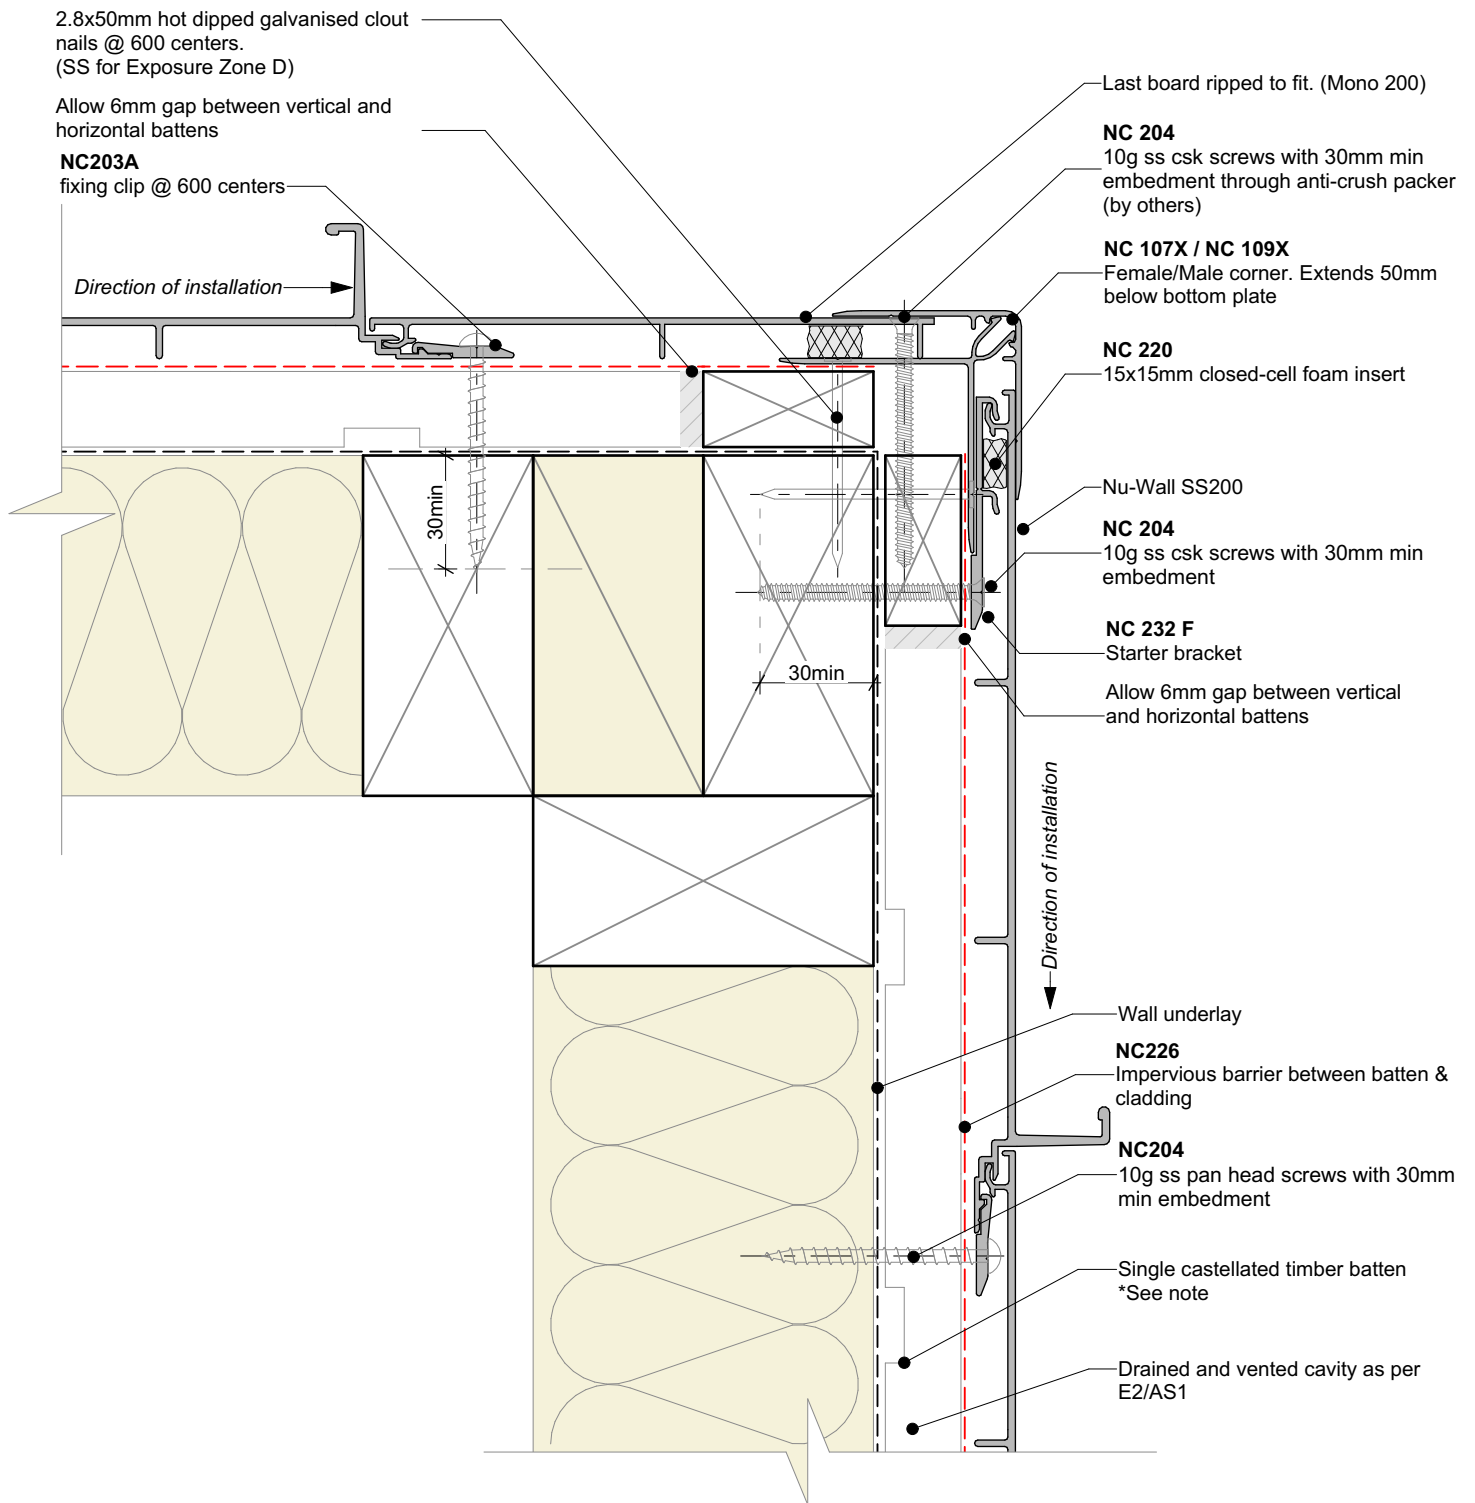 2.8x50mm hot dipped galvanised clout
nails @ 600 centers.
(SS for Exposure Zone D)
Allow 6mm gap between vertical and
horizontal battens
NC203A
fixing clip @ 600 centers
Direction of installation
Last board ripped to fit. (Mono 200)
NC 204
10g ss csk screws with 30mm min
embedment through anti-crush packer
(by others)
NC 107X / NC 109X
Female/Male corner. Extends 50mm
below bottom plate
NC 220
15x15mm closed-cell foam insert
30min
Nu-Wall SS200
NC 204
10g ss csk screws with 30mm min
embedment
NC 232 F
Starter bracket
30min
Allow 6mm gap between vertical
and horizontal battens
Direction of installation
Wall underlay
NC226
Impervious barrier between batten &
cladding
NC204
10g ss pan head screws with 30mm
min embedment
Single castellated timber batten
*See note
Drained and vented cavity as per
E2/AS1